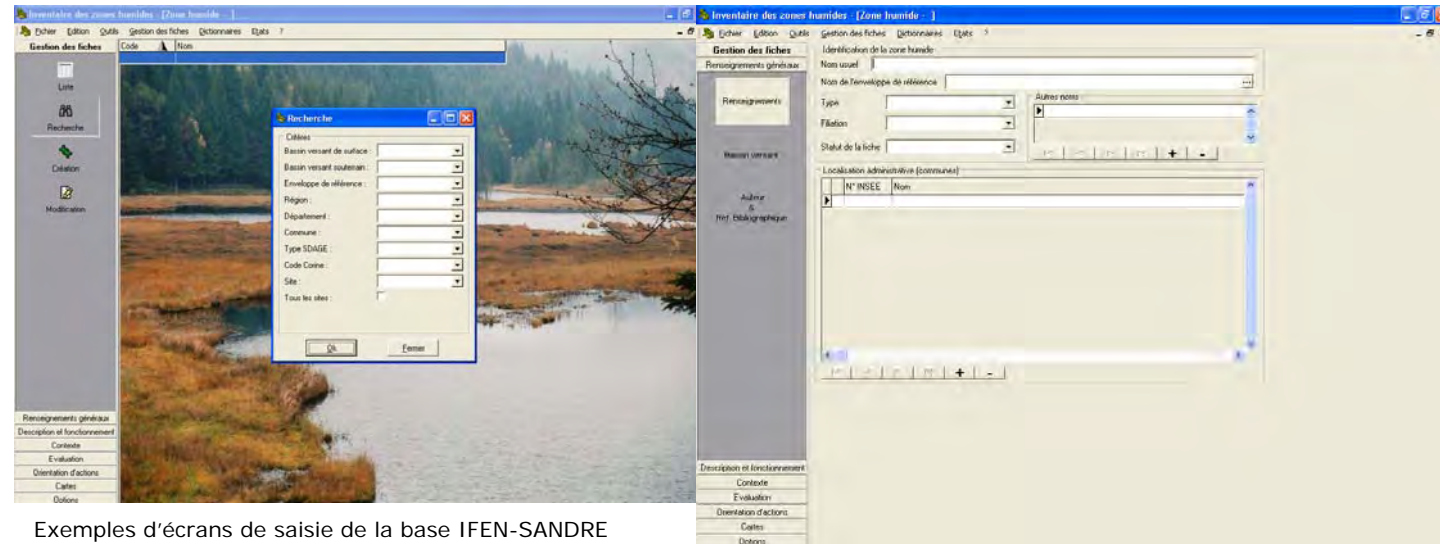 Inventaire des zones humides - [Zone humide - ]
Fichier Edition Outils Gestion des fiches Dictionnaires Etats ?
Gestion des fiches
Code Nom
Liste
Recherche
Création
Modification
Recherche
Critères
Bassin versant de surface :
Bassin versant souterrain :
Enveloppe de référence :
Région :
Département :
Commune :
Type SDAGE :
Code Corine :
Site :
Tous les sites :
Ok Fermer
Renseignements généraux
Description et fonctionnement
Contexte
Evaluation
Orientation d'actions
Cartes
Options
Exemples d'écrans de saisie de la base IFEN-SANDRE
Inventaire des zones humides - [Zone humide - ]
Fichier Edition Outils Gestion des fiches Dictionnaires Etats ?
Gestion des fiches
Renseignements généraux
Renseignements
Bassin versant
Auteur
&
Réf. Bibliographique
Identification de la zone humide
Nom usuel
Nom de l'enveloppe de référence ...
Type
Filiation
Statut de la fiche
Autres noms
+ -
Localisation administrative (communes)
N° INSEE Nom
+ -
Description et fonctionnement
Contexte
Evaluation
Orientation d'actions
Cartes
Options